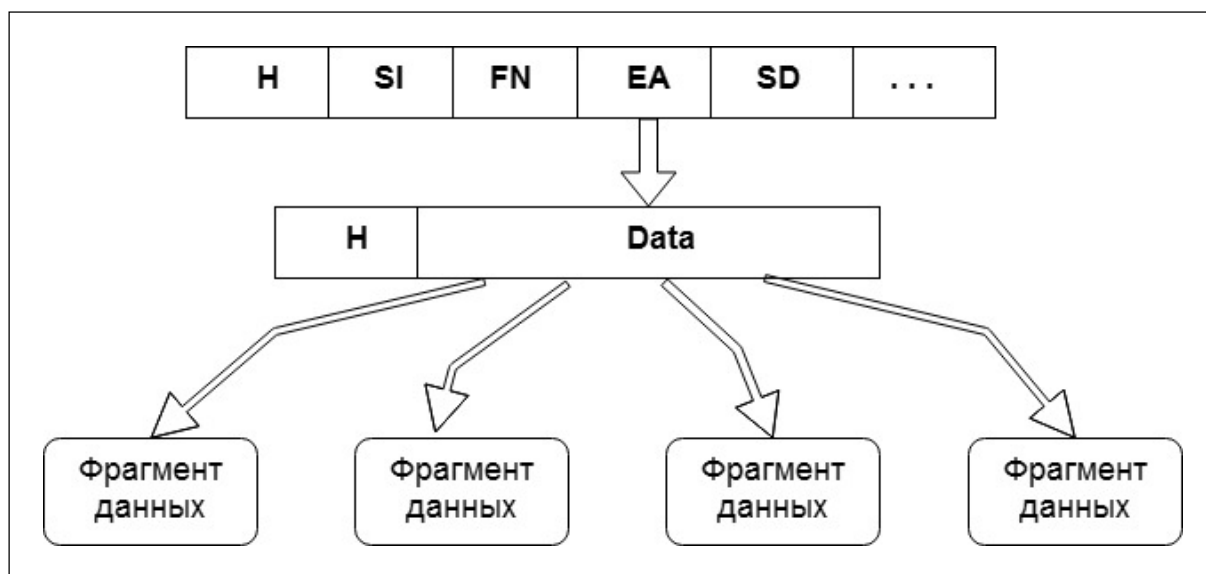 H SI FN EA SD . . .
H Data
Фрагмент Фрагмент Фрагмент Фрагмент
данных данных данных данных